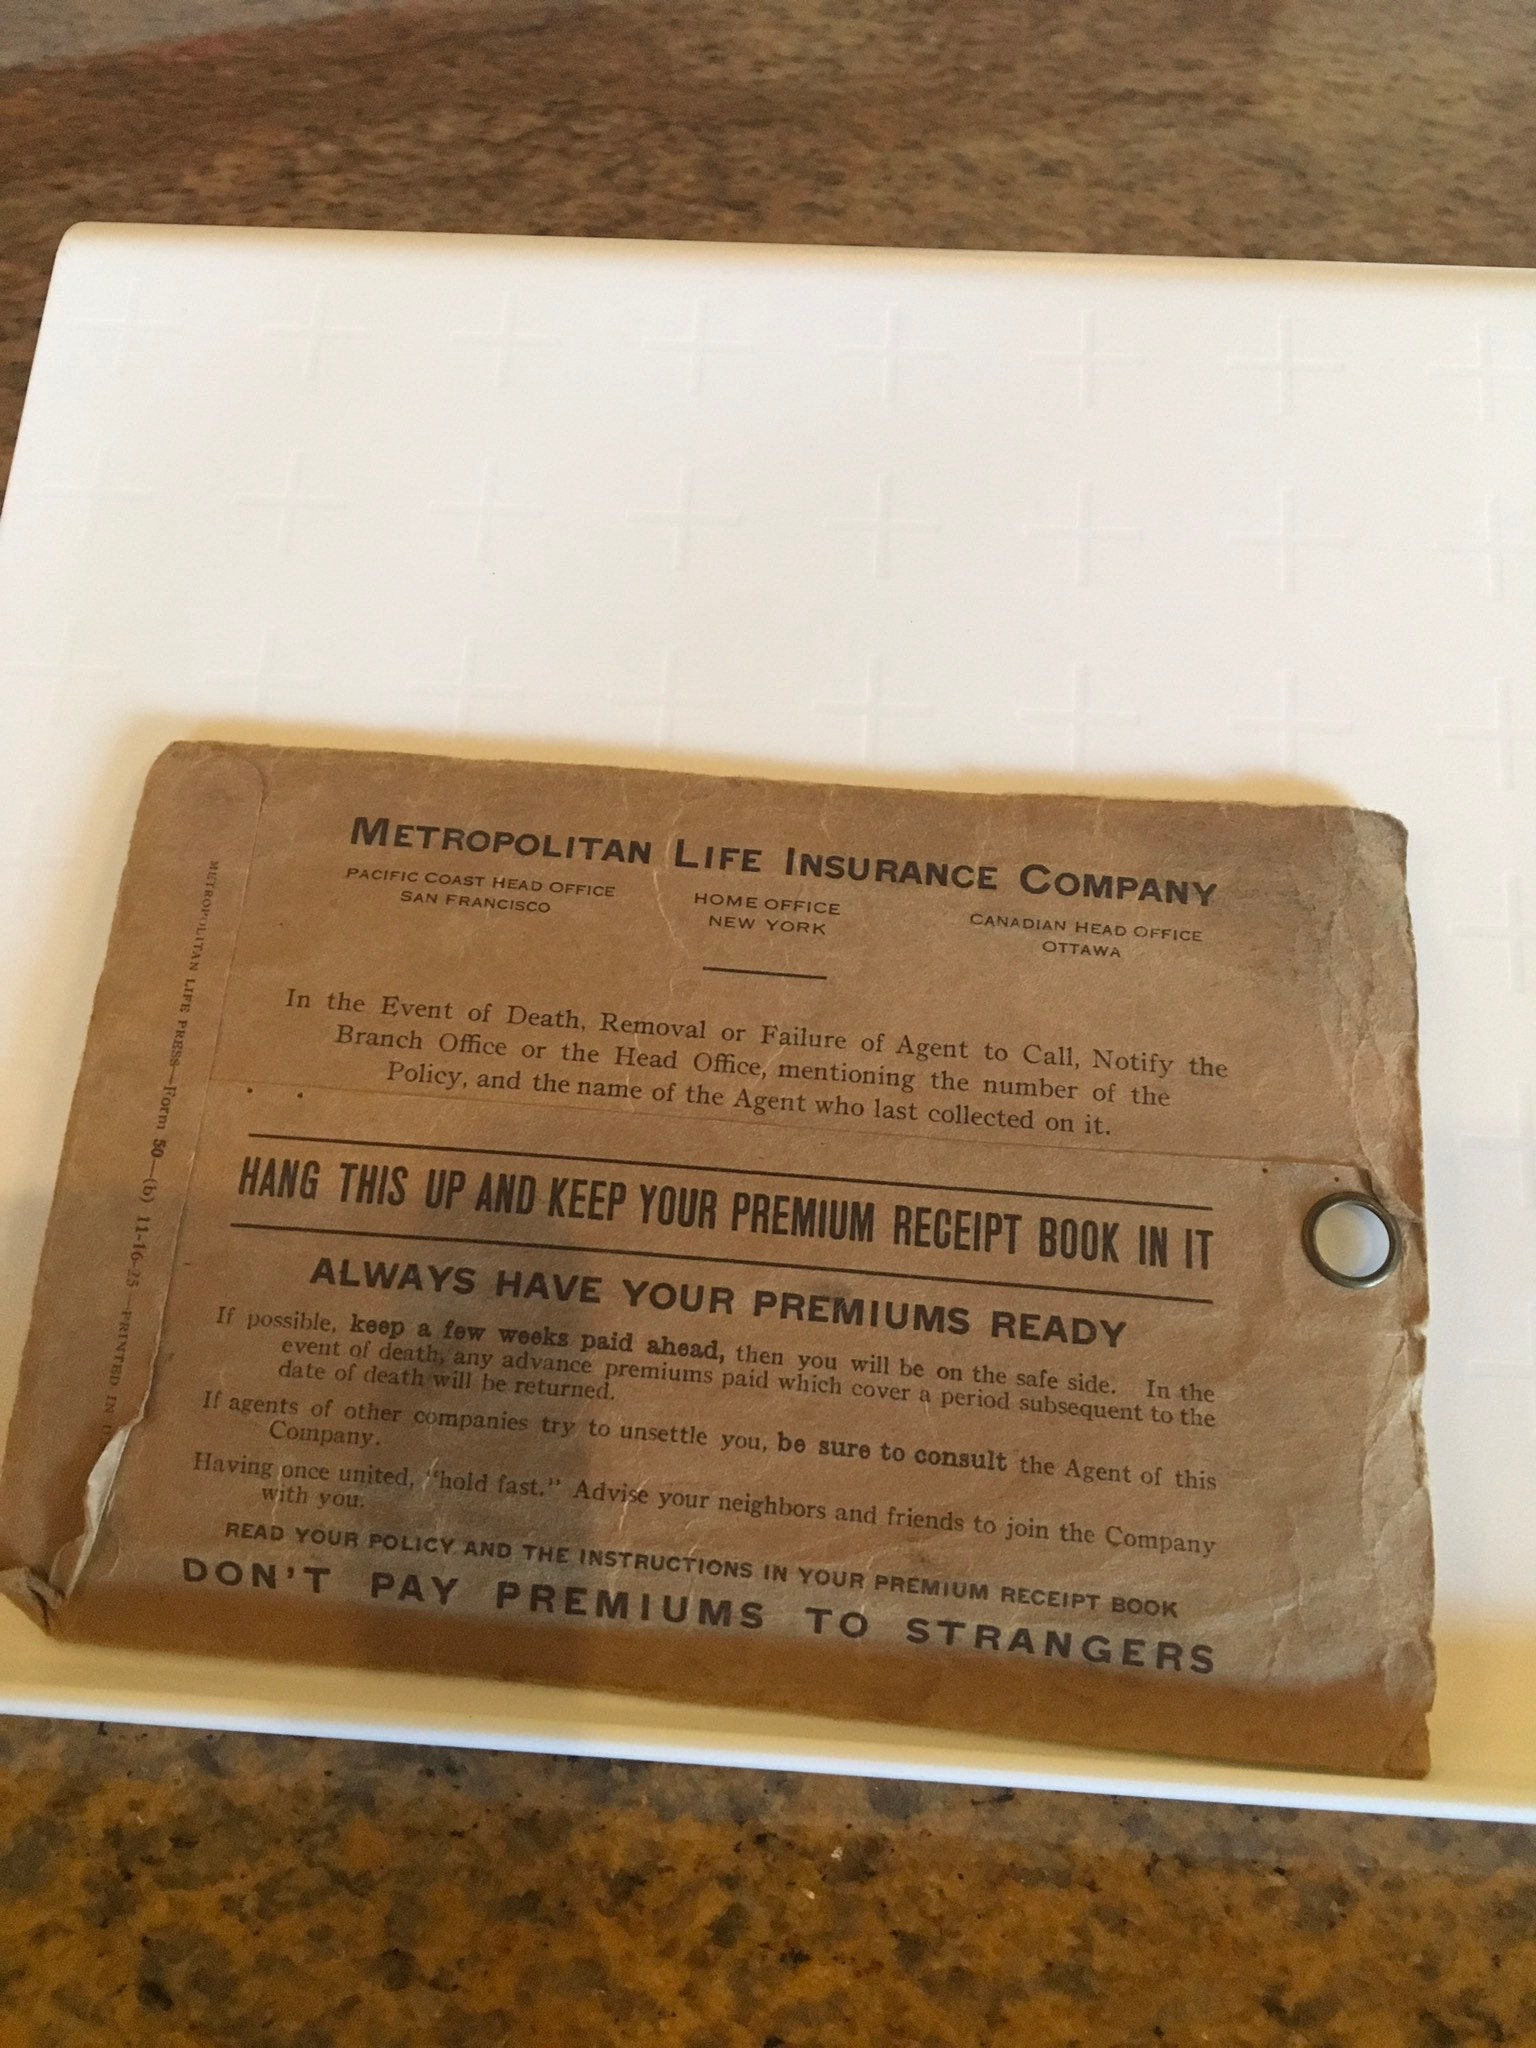 METROPOLITAN LIFE INSURANCE COMPANY
PACIFIC COAST HEAD OFFICE
SAN FRANCISCO
HOME OFFICE
NEW YORK
CANADIAN HEAD OFFICE
OTTAWA
In the Event of Death, Removal or Failure of Agent to Call, Notify the
Branch Office or the Head Office, mentioning the number of the
Policy, and the name of the Agent who last collected on it.
HANG THIS UP AND KEEP YOUR PREMIUM RECEIPT BOOK IN IT
ALWAYS HAVE YOUR PREMIUMS READY
If possible, keep a few weeks paid ahead, then you will be on the safe side. In the
event of death, any advance premiums paid which cover a period subsequent to the
date of death will be returned.
If agents of other companies try to unsettle you, be sure to consult the Agent of this
Company.
Having once united, "hold fast." Advise your neighbors and friends to join the Company
with you.
READ YOUR POLICY AND THE INSTRUCTIONS IN YOUR PREMIUM RECEIPT BOOK
DON'T PAY PREMIUMS TO STRANGERS
METROPOLITAN LIFE PRESS—Form 50—(b) 11-16-25—PRINTED IN